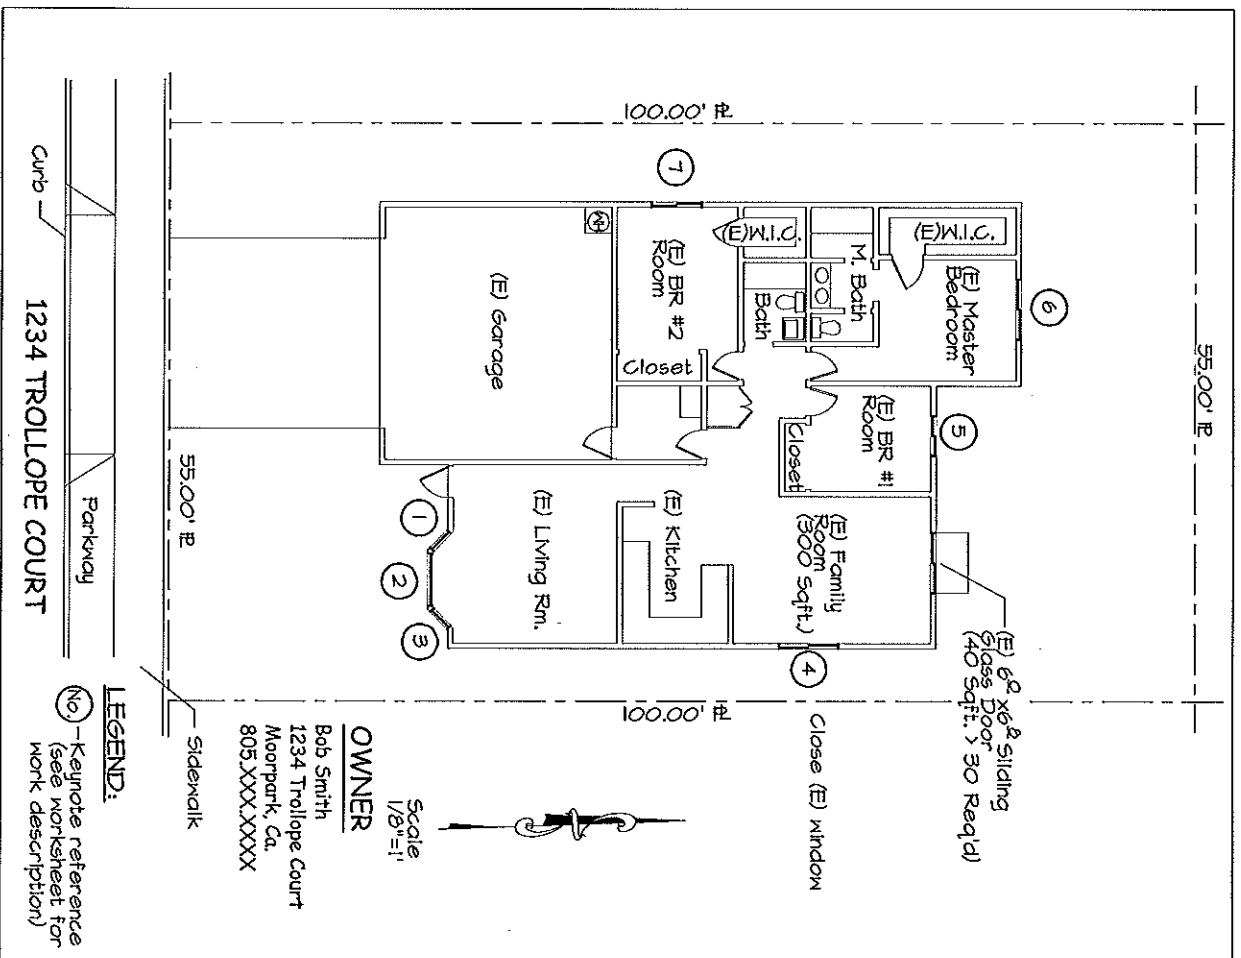 55.00' PL
100.00' PL
100.00' PL
(E) 6⁰ x6⁸ Sliding
Glass Door
(40 Sqft. > 30 Req'd)
6
(E)W.I.C.
(E) Master
Bedroom
5
(E) BR #1
Room
Closet
(E) Family
Room
(300 Sqft.)
4
Close (E) window
M. Bath
Bath
(E)W.I.C.
7
(E) BR #2
Room
Closet
(E) Kitchen
WH
(E) Garage
(E) Living Rm.
1
2
3
Scale
1/8"=1'
OWNER
Bob Smith
1234 Trollope Court
Moorpark, Ca.
805.XXX.XXXX
55.00' PL
Sidewalk
Parkway
Curb
1234 TROLLOPE COURT
LEGEND:
No. - Keynote reference
(see worksheet for
work description)